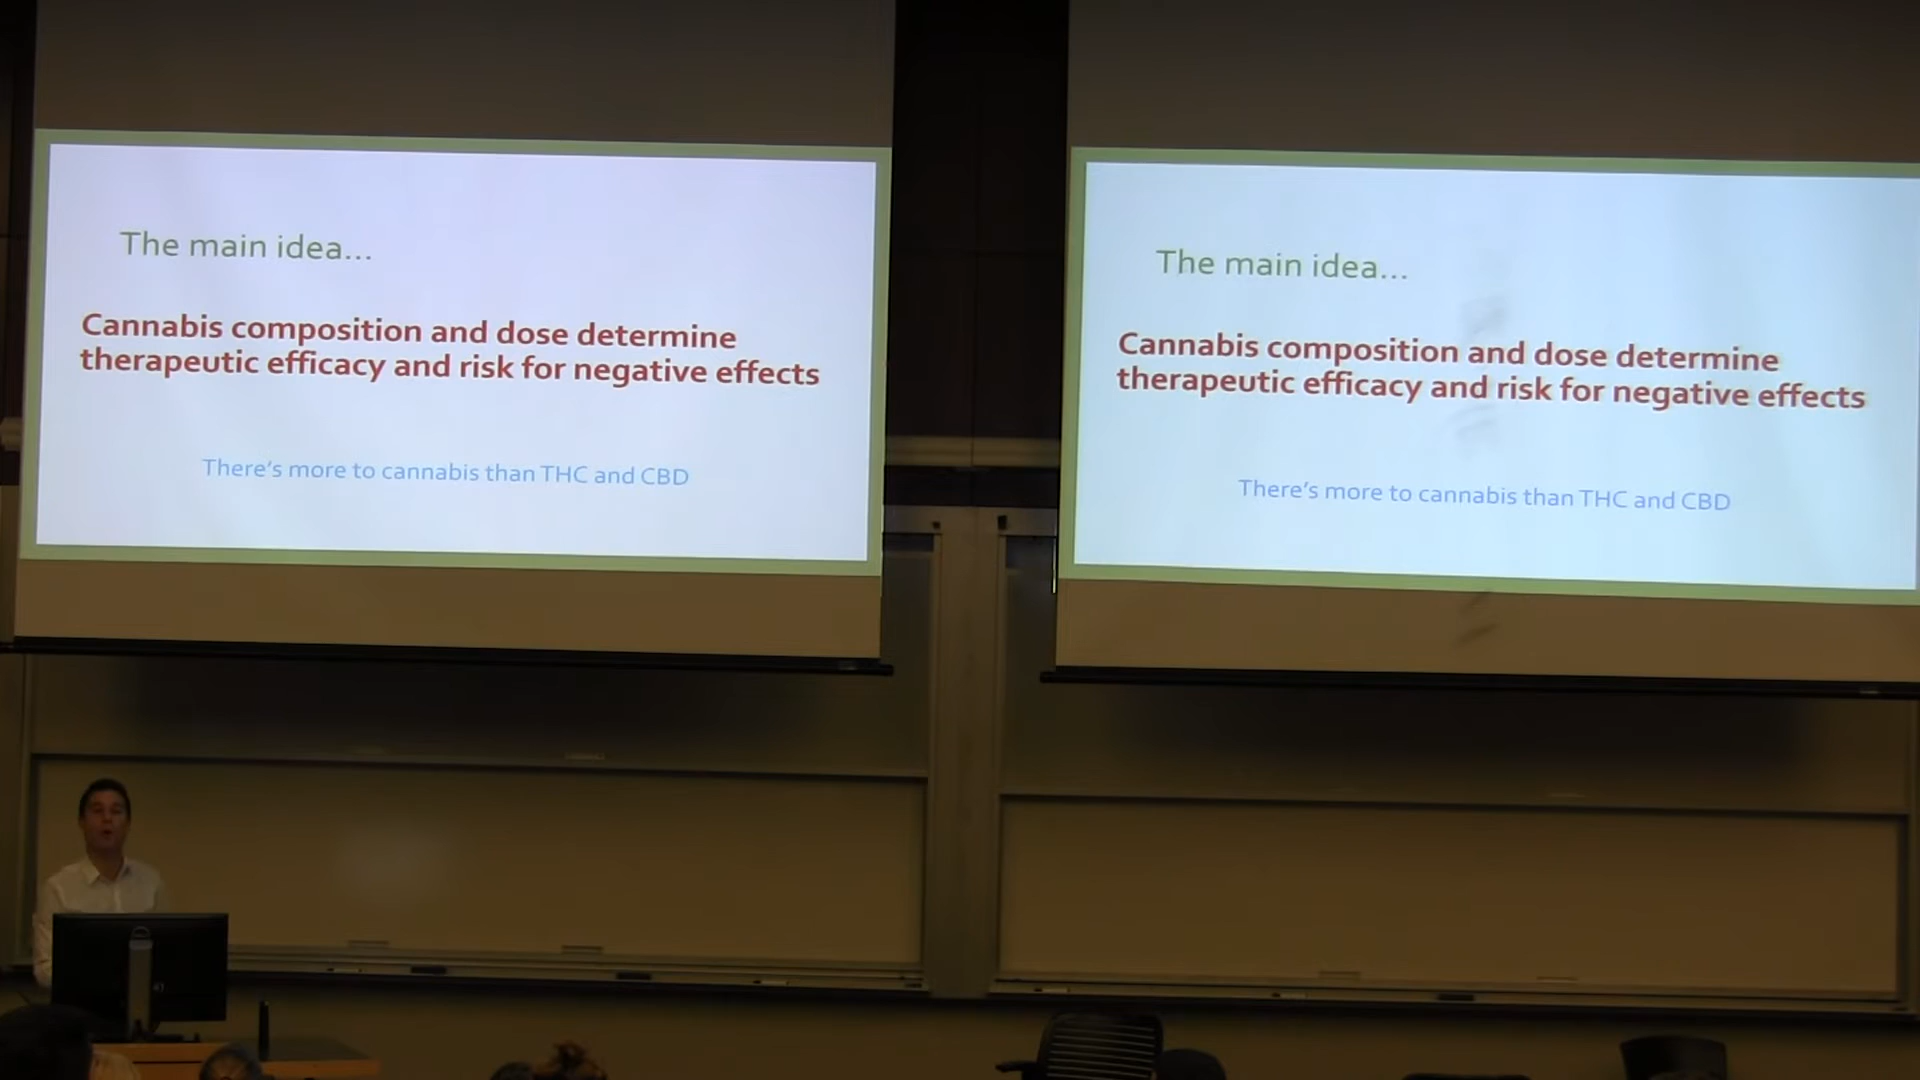 The main idea...
Cannabis composition and dose determine
therapeutic efficacy and risk for negative effects
There's more to cannabis than THC and CBD
The main idea...
Cannabis composition and dose determine
therapeutic efficacy and risk for negative effects
There's more to cannabis than THC and CBD